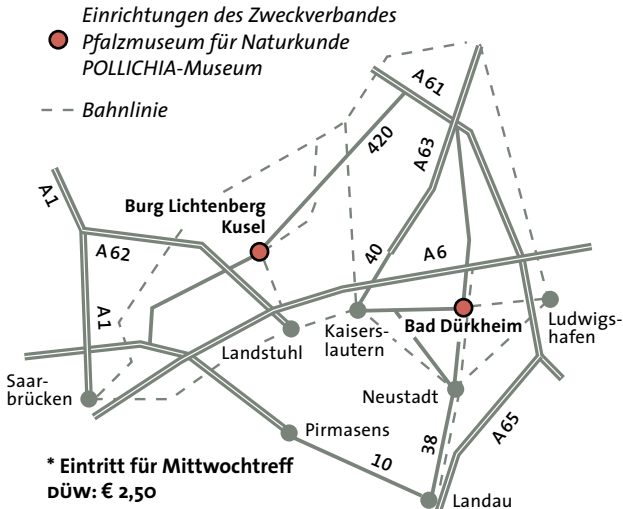 Einrichtungen des Zweckverbandes
Pfalzmuseum für Naturkunde
POLLICHIA-Museum
Bahnlinie
A61
420
A63
A1
Burg Lichtenberg
Kusel
A62
40
A6
A1
Landstuhl
Kaisers-
lautern
Bad Dürkheim
Ludwigs-
hafen
Saar-
brücken
Neustadt
Pirmasens
A65
38
10
* Eintritt für Mittwochtreff
DÜW: € 2,50
Landau